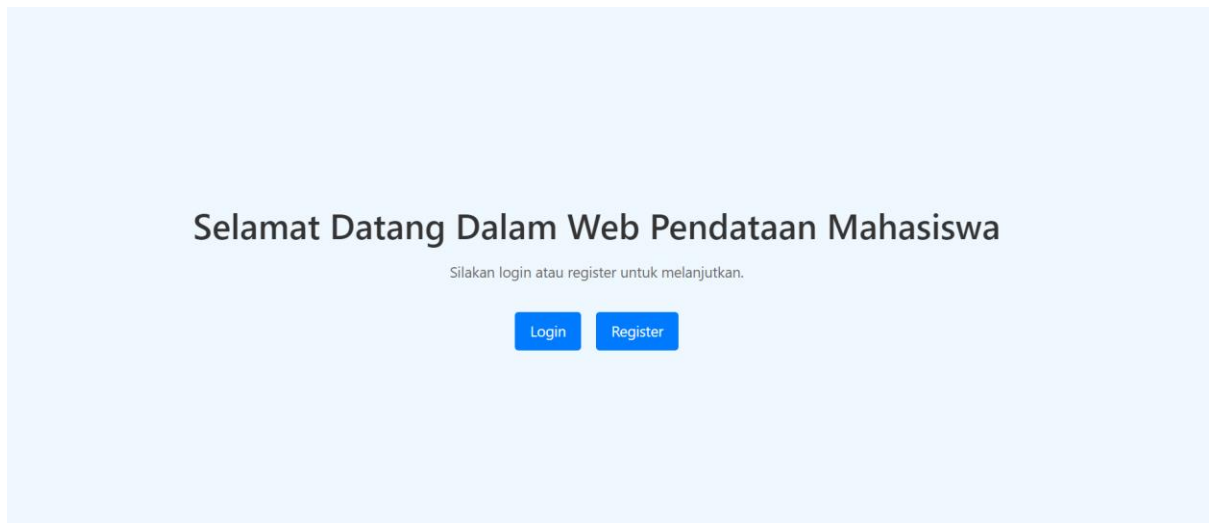 Selamat Datang Dalam Web Pendataan Mahasiswa
Silakan login atau register untuk melanjutkan.
Login Register